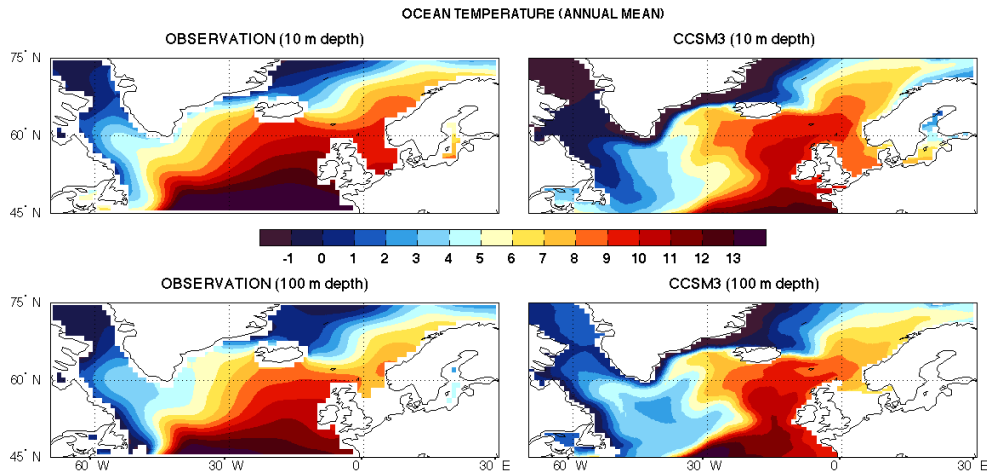 OCEAN TEMPERATURE (ANNUAL MEAN)
OBSERVATION (10 m depth)
CCSM3 (10 m depth)
75° N
60° N
45° N
-1 0 1 2 3 4 5 6 7 8 9 10 11 12 13
OBSERVATION (100 m depth)
CCSM3 (100 m depth)
75° N
60° N
45° N
60° W 30° W 0° 30° E
60° W 30° W 0° 30° E